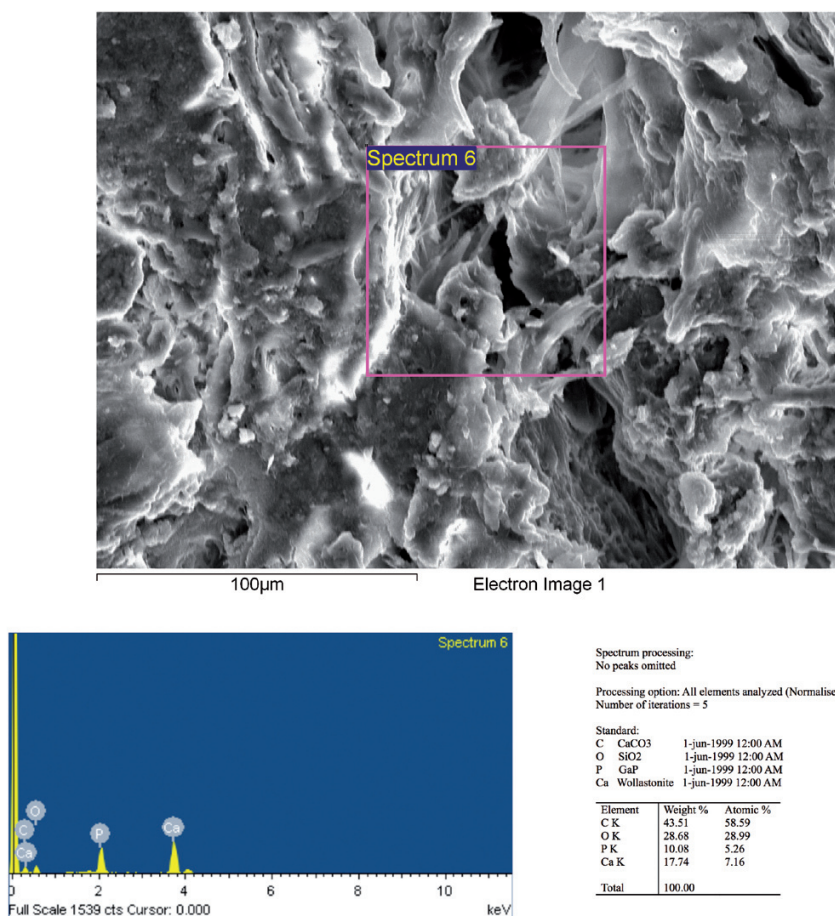 Spectrum 6
100µm
Electron Image 1
Spectrum 6
O
C
Ca
P
Ca
0 2 4 6 8 10
Full Scale 1539 cts Cursor: 0.000 keV
Spectrum processing:
No peaks omitted
Processing option: All elements analyzed (Normalise
Number of iterations = 5
Standard:
C CaCO3 1-jun-1999 12:00 AM
O SiO2 1-jun-1999 12:00 AM
P GaP 1-jun-1999 12:00 AM
Ca Wollastonite 1-jun-1999 12:00 AM
Element Weight % Atomic %
C K 43.51 58.59
O K 28.68 28.99
P K 10.08 5.26
Ca K 17.74 7.16
Total 100.00